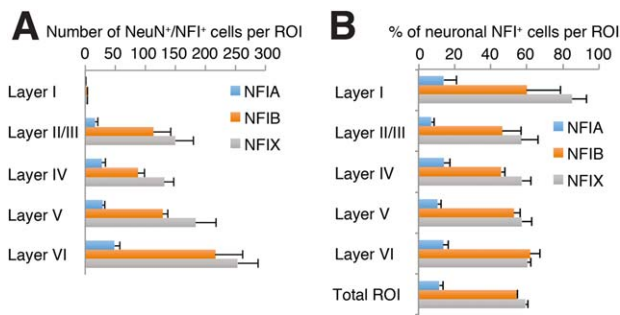 A Number of NeuN⁺/NFI⁺ cells per ROI
0 50 100 150 200 250 300
Layer I
Layer II/III
Layer IV
Layer V
Layer VI
NFIA
NFIB
NFIX
B % of neuronal NFI⁺ cells per ROI
0 20 40 60 80 100
Layer I
Layer II/III
Layer IV
Layer V
Layer VI
Total ROI
NFIA
NFIB
NFIX